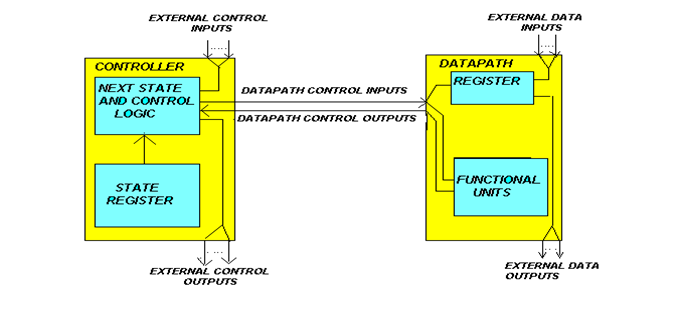 EXTERNAL CONTROL
INPUTS
EXTERNAL DATA
INPUTS
CONTROLLER
NEXT STATE
AND CONTROL
LOGIC
STATE
REGISTER
DATAPATH CONTROL INPUTS
DATAPATH CONTROL OUTPUTS
DATAPATH
REGISTER
FUNCTIONAL
UNITS
EXTERNAL CONTROL
OUTPUTS
EXTERNAL DATA
OUTPUTS